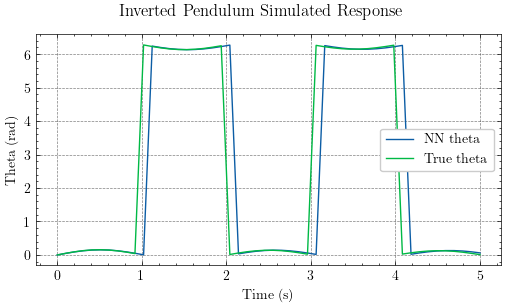 Inverted Pendulum Simulated Response
Theta (rad)
6
5
4
3
2
1
0
NN theta
True theta
0 1 2 3 4 5
Time (s)